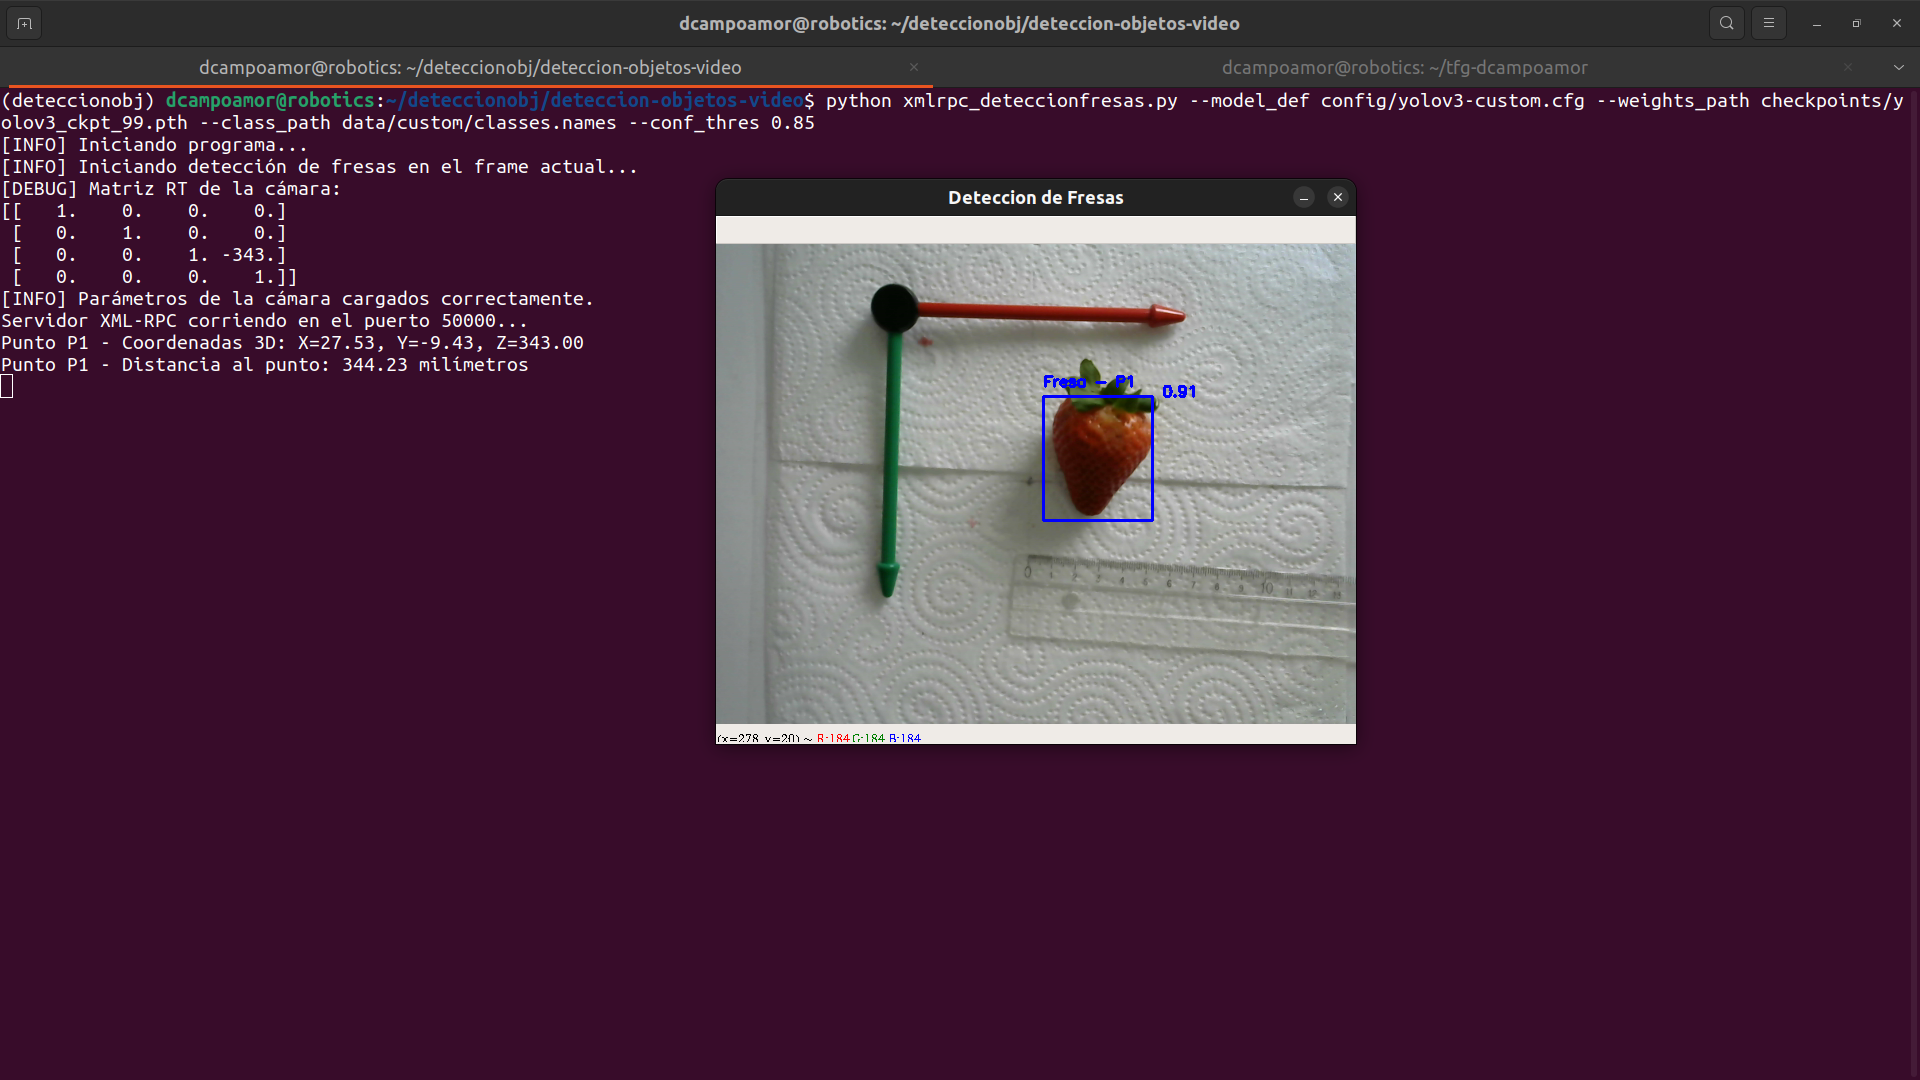 dcampoamor@robotics: ~/deteccionobj/deteccion-objetos-video
dcampoamor@robotics: ~/deteccionobj/deteccion-objetos-video
dcampoamor@robotics: ~/tfg-dcampoamor
(deteccionobj) dcampoamor@robotics:~/deteccionobj/deteccion-objetos-video$ python xmlrpc_deteccionfresas.py --model_def config/yolov3-custom.cfg --weights_path checkpoints/y
olov3_ckpt_99.pth --class_path data/custom/classes.names --conf_thres 0.85
[INFO] Iniciando programa...
[INFO] Iniciando detección de fresas en el frame actual...
[DEBUG] Matriz RT de la cámara:
[[   1.    0.    0.    0.]
 [   0.    1.    0.    0.]
 [   0.    0.    1. -343.]
 [   0.    0.    0.    1.]]
[INFO] Parámetros de la cámara cargados correctamente.
Servidor XML-RPC corriendo en el puerto 50000...
Punto P1 - Coordenadas 3D: X=27.53, Y=-9.43, Z=343.00
Punto P1 - Distancia al punto: 344.23 milímetros
Deteccion de Fresas
Fresa - P1
0.91
0 1 2 3 4 5 6 7 8 9 10 11 12 13
(x=278, y=20) ~ R:184 G:184 B:184